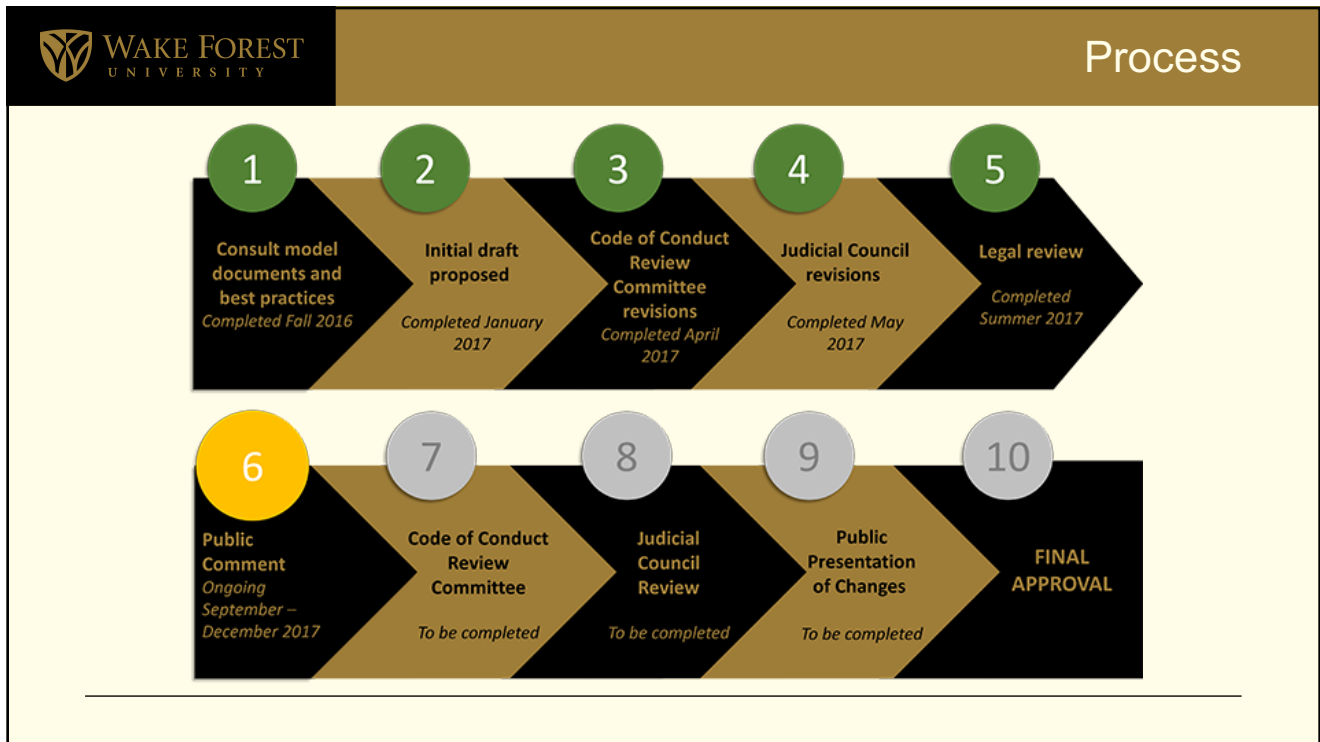 WAKE FOREST
UNIVERSITY
Process
1
Consult model
documents and
best practices
Completed Fall 2016
2
Initial draft
proposed
Completed January
2017
3
Code of Conduct
Review
Committee
revisions
Completed April
2017
4
Judicial Council
revisions
Completed May
2017
5
Legal review
Completed
Summer 2017
6
Public
Comment
Ongoing
September –
December 2017
7
Code of Conduct
Review
Committee
To be completed
8
Judicial
Council
Review
To be completed
9
Public
Presentation
of Changes
To be completed
10
FINAL
APPROVAL